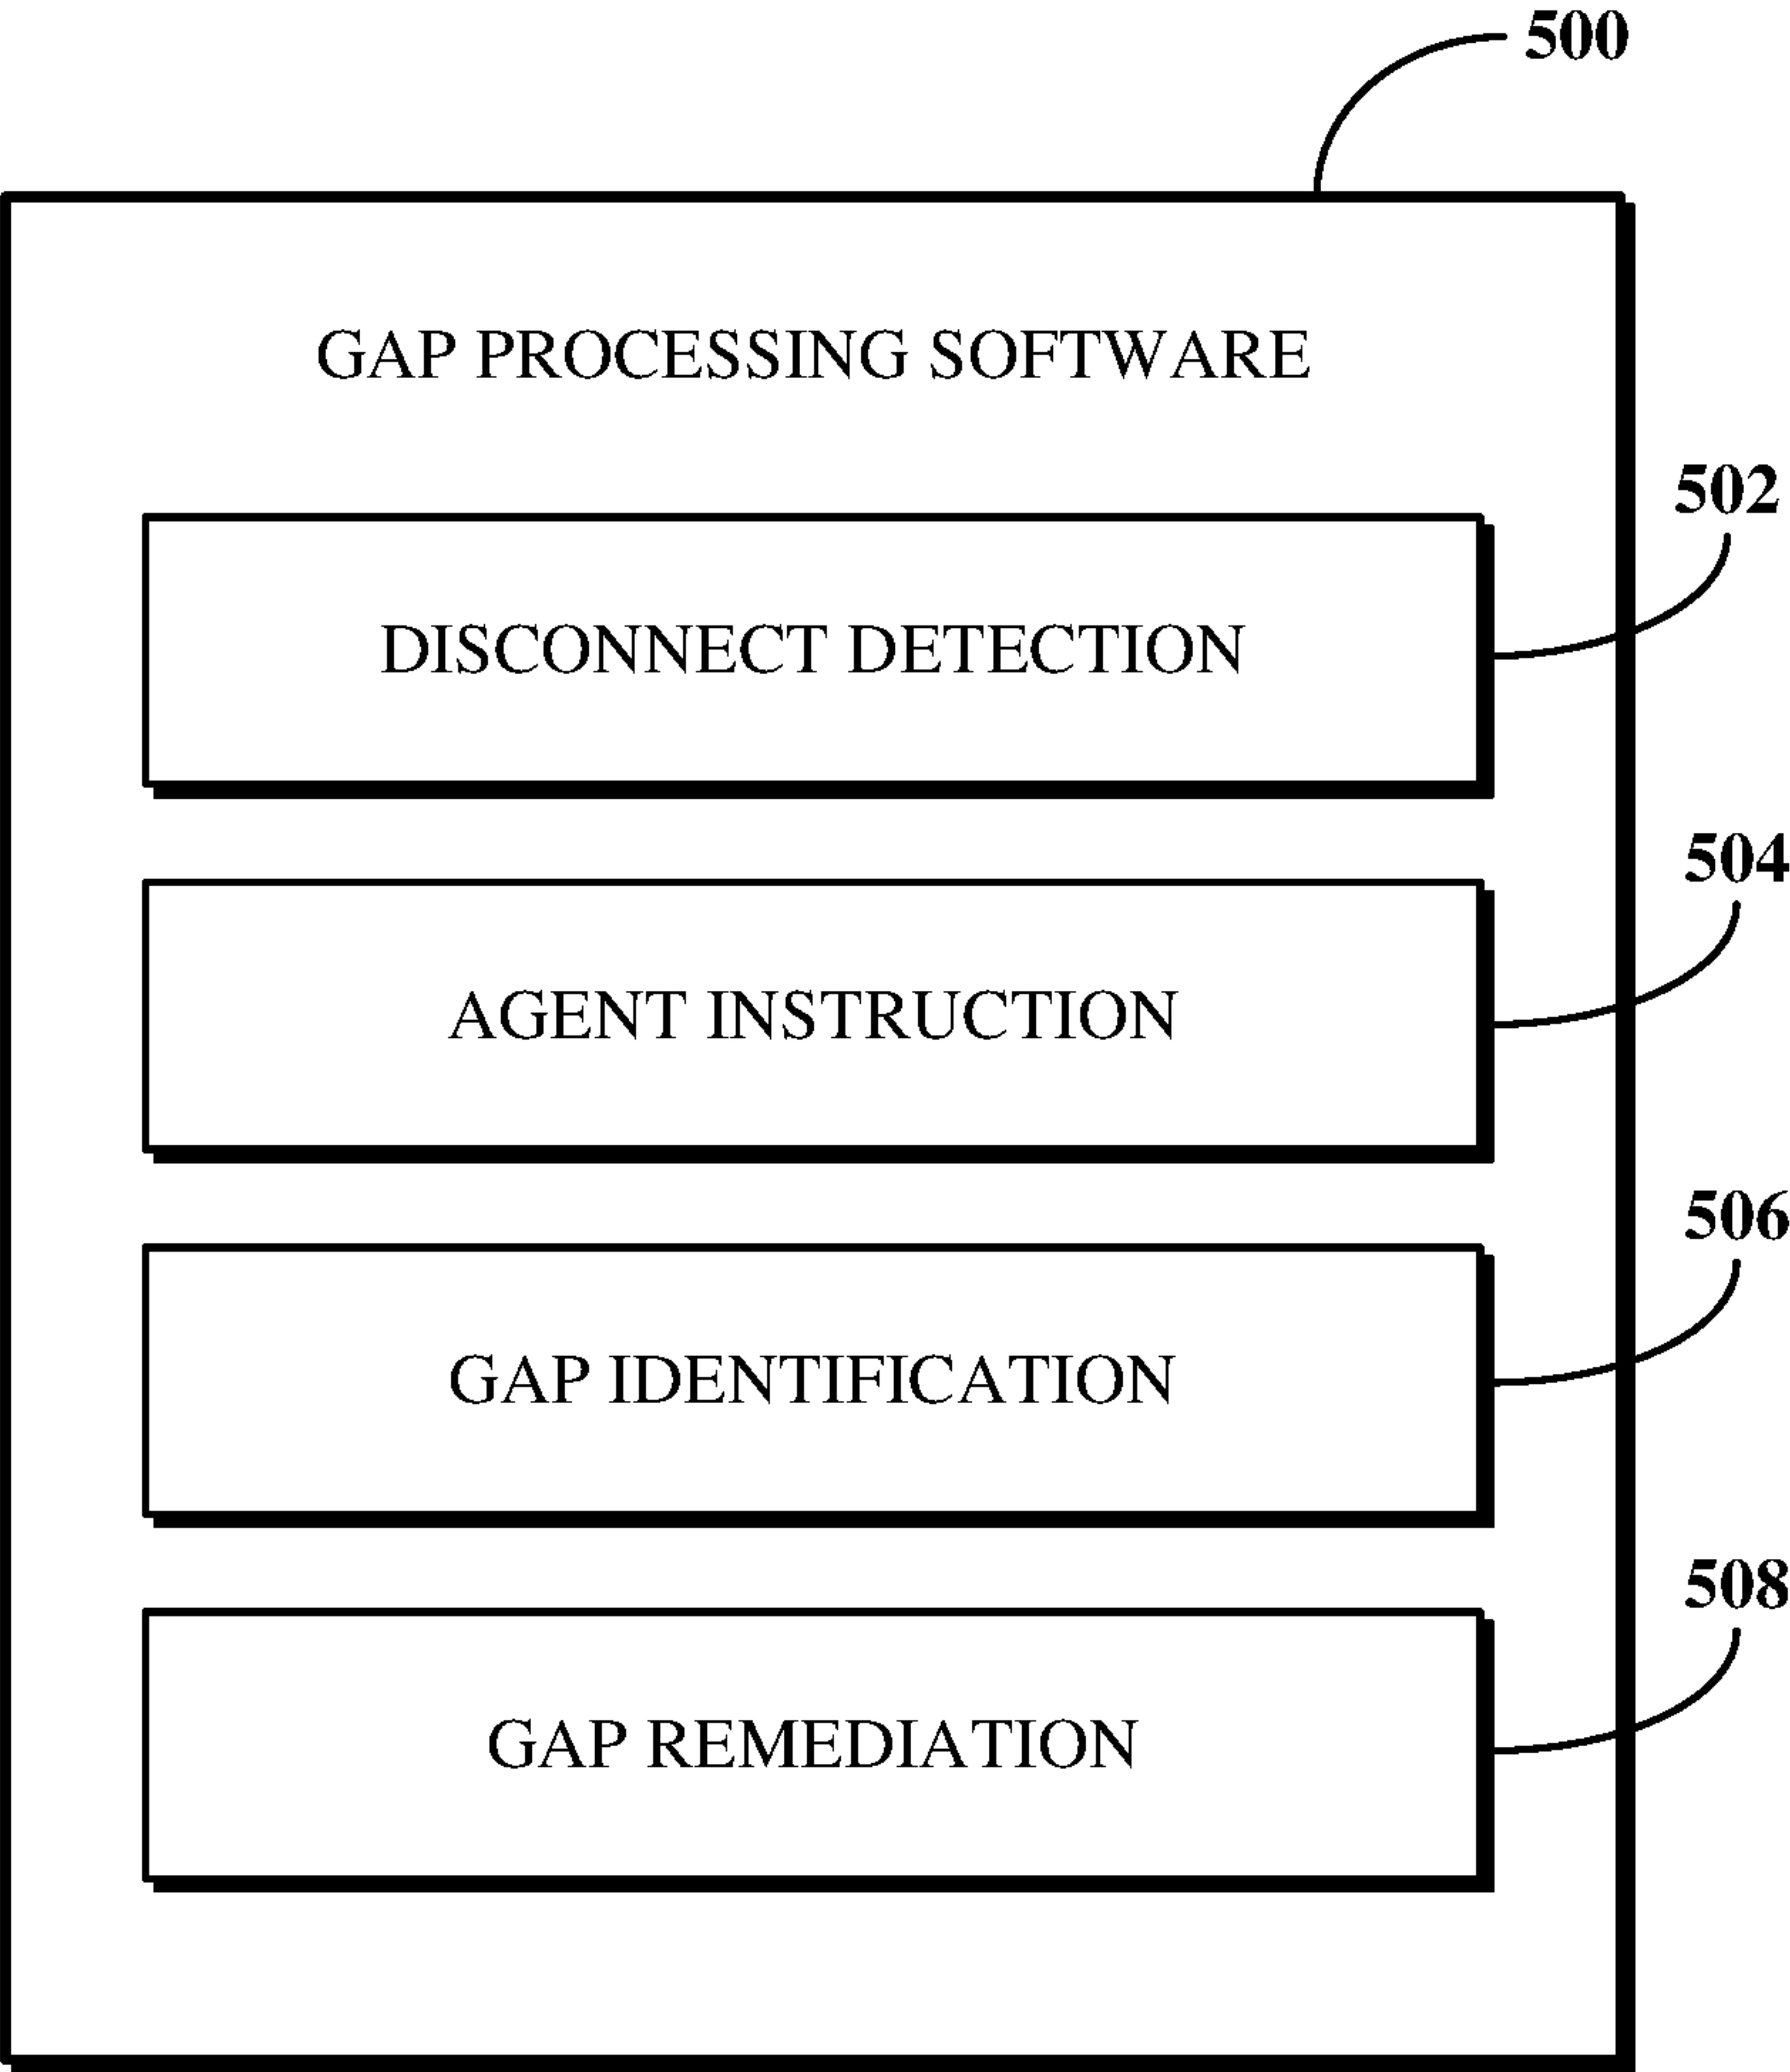 500
GAP PROCESSING SOFTWARE
502
DISCONNECT DETECTION
504
AGENT INSTRUCTION
506
GAP IDENTIFICATION
508
GAP REMEDIATION